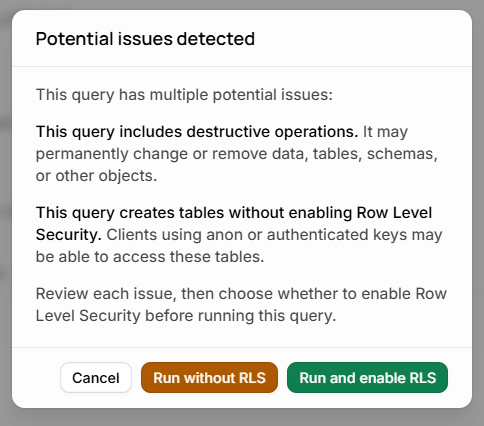 Potential issues detected
This query has multiple potential issues:
This query includes destructive operations. It may
permanently change or remove data, tables, schemas,
or other objects.
This query creates tables without enabling Row Level
Security. Clients using anon or authenticated keys may
be able to access these tables.
Review each issue, then choose whether to enable Row
Level Security before running this query.
Cancel
Run without RLS
Run and enable RLS